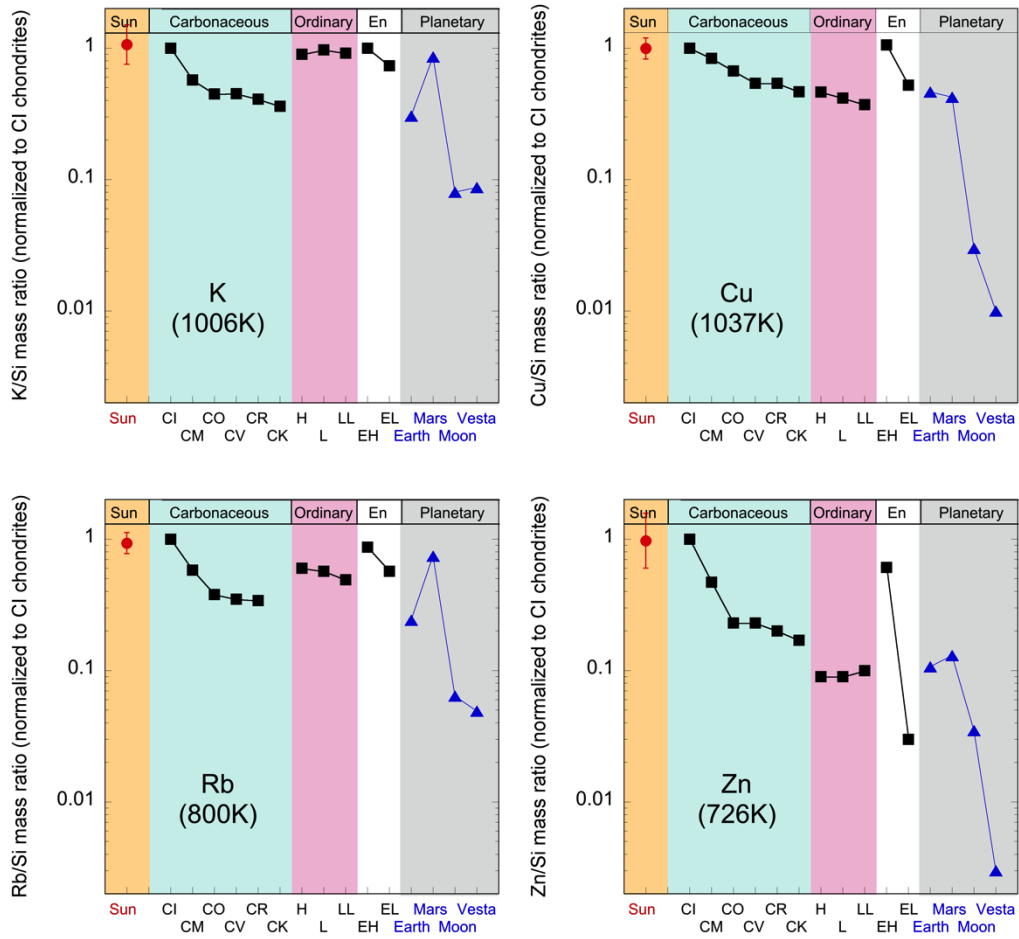 K/Si mass ratio (normalized to CI chondrites)
Sun Carbonaceous Ordinary En Planetary
1
0.1
0.01
K
(1006K)
Sun CI CO CR H LL EL Mars Vesta
CM CV CK L EH Earth Moon
Cu/Si mass ratio (normalized to CI chondrites)
Sun Carbonaceous Ordinary En Planetary
1
0.1
0.01
Cu
(1037K)
Sun CI CO CR H LL EL Mars Vesta
CM CV CK L EH Earth Moon
Rb/Si mass ratio (normalized to CI chondrites)
Sun Carbonaceous Ordinary En Planetary
1
0.1
0.01
Rb
(800K)
Sun CI CO CR H LL EL Mars Vesta
CM CV CK L EH Earth Moon
Zn/Si mass ratio (normalized to CI chondrites)
Sun Carbonaceous Ordinary En Planetary
1
0.1
0.01
Zn
(726K)
Sun CI CO CR H LL EL Mars Vesta
CM CV CK L EH Earth Moon